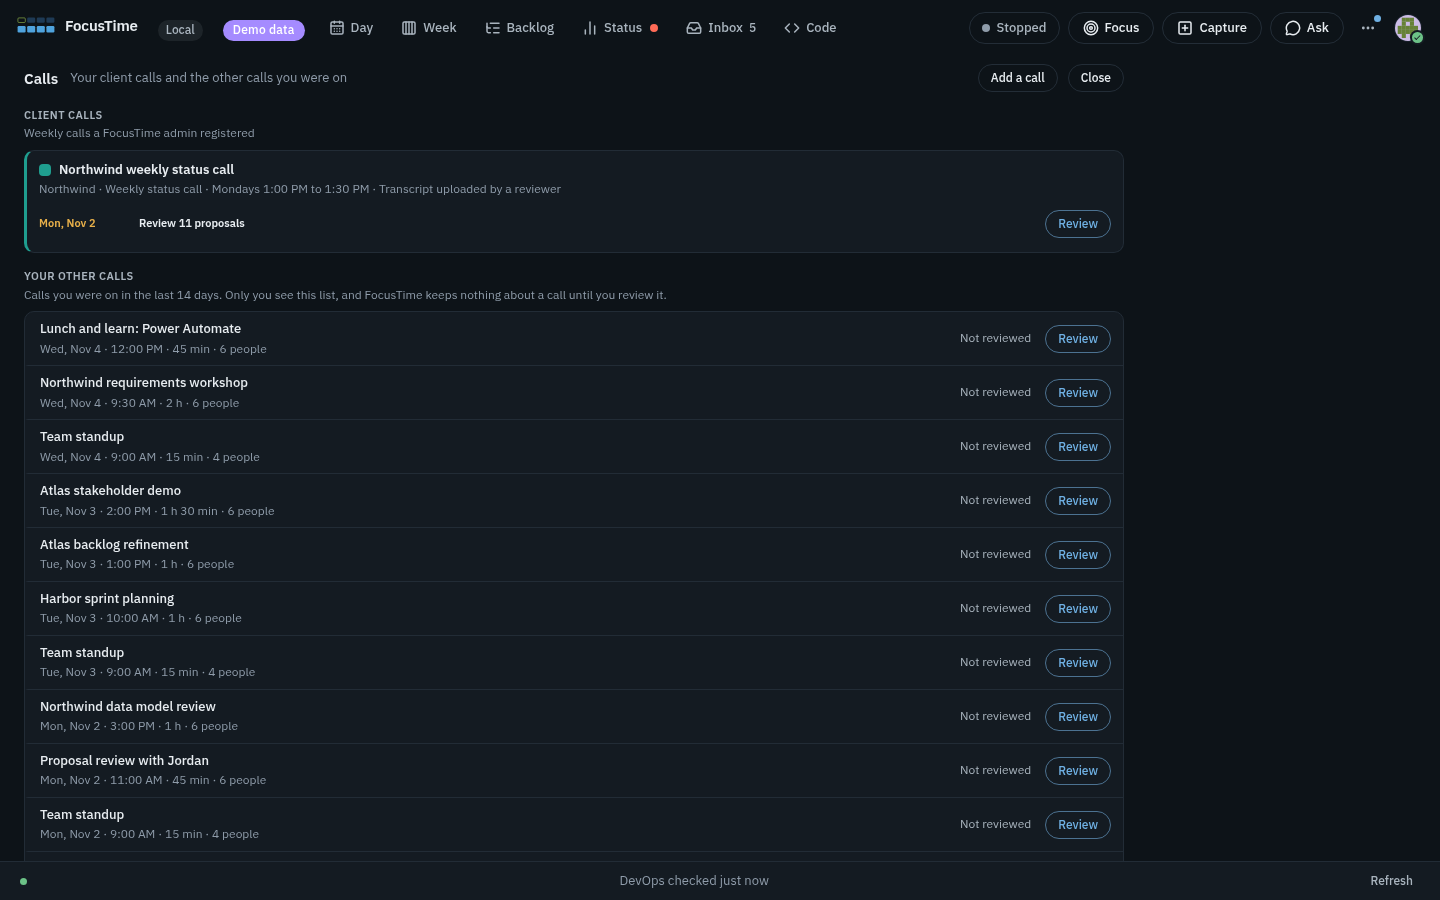 FocusTime
Local
Demo data
Day
Week
Backlog
Status
Inbox 5
Code
Stopped
Focus
Capture
Ask
Calls
Your client calls and the other calls you were on
Add a call
Close
CLIENT CALLS
Weekly calls a FocusTime admin registered
Northwind weekly status call
Northwind · Weekly status call · Mondays 1:00 PM to 1:30 PM · Transcript uploaded by a reviewer
Mon, Nov 2
Review 11 proposals
Review
YOUR OTHER CALLS
Calls you were on in the last 14 days. Only you see this list, and FocusTime keeps nothing about a call until you review it.
Lunch and learn: Power Automate
Wed, Nov 4 · 12:00 PM · 45 min · 6 people
Not reviewed
Review
Northwind requirements workshop
Wed, Nov 4 · 9:30 AM · 2 h · 6 people
Not reviewed
Review
Team standup
Wed, Nov 4 · 9:00 AM · 15 min · 4 people
Not reviewed
Review
Atlas stakeholder demo
Tue, Nov 3 · 2:00 PM · 1 h 30 min · 6 people
Not reviewed
Review
Atlas backlog refinement
Tue, Nov 3 · 1:00 PM · 1 h · 6 people
Not reviewed
Review
Harbor sprint planning
Tue, Nov 3 · 10:00 AM · 1 h · 6 people
Not reviewed
Review
Team standup
Tue, Nov 3 · 9:00 AM · 15 min · 4 people
Not reviewed
Review
Northwind data model review
Mon, Nov 2 · 3:00 PM · 1 h · 6 people
Not reviewed
Review
Proposal review with Jordan
Mon, Nov 2 · 11:00 AM · 45 min · 6 people
Not reviewed
Review
Team standup
Mon, Nov 2 · 9:00 AM · 15 min · 4 people
Not reviewed
Review
DevOps checked just now
Refresh